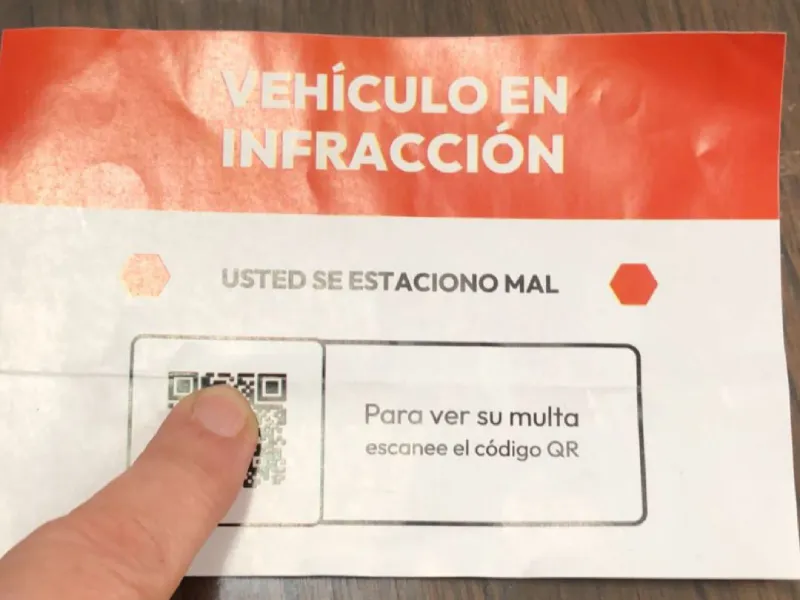 VEHÍCULO EN
INFRACCIÓN
USTED SE ESTACIONO MAL
Para ver su multa
escanee el código QR